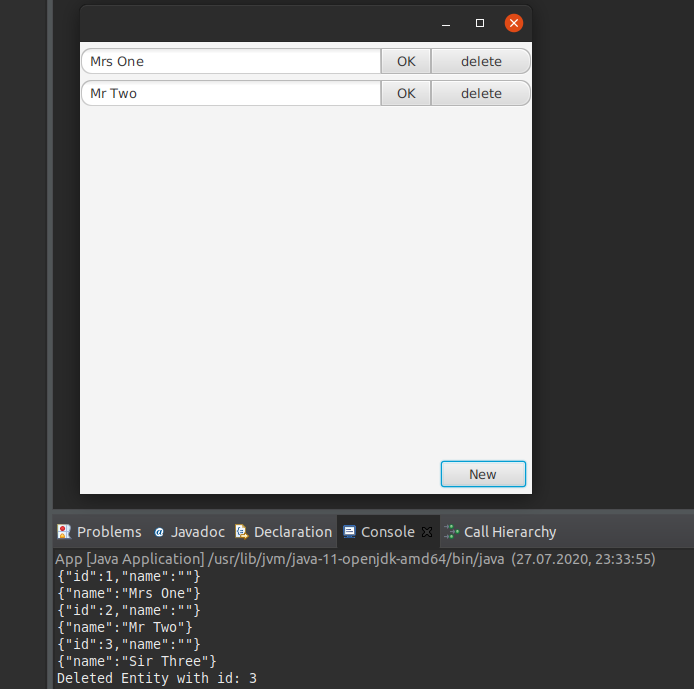 Mrs One OK delete
Mr Two OK delete
New
Problems @ Javadoc Declaration Console Call Hierarchy
App [Java Application] /usr/lib/jvm/java-11-openjdk-amd64/bin/java (27.07.2020, 23:33:55)
{"id":1,"name":""}
{"name":"Mrs One"}
{"id":2,"name":""}
{"name":"Mr Two"}
{"id":3,"name":""}
{"name":"Sir Three"}
Deleted Entity with id: 3